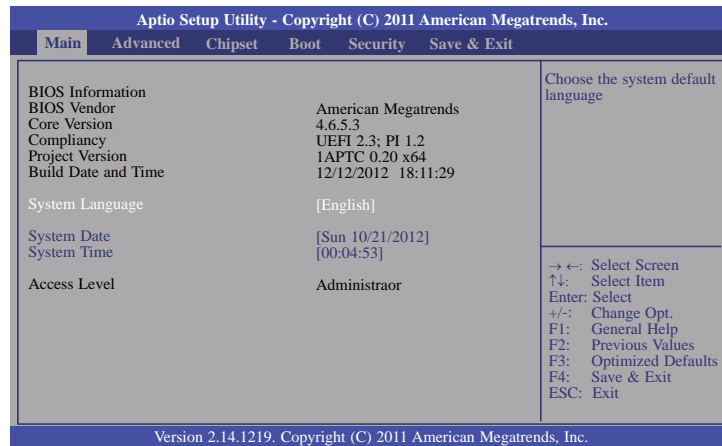 Aptio Setup Utility - Copyright (C) 2011 American Megatrends, Inc.
Main Advanced Chipset Boot Security Save & Exit
BIOS Information
BIOS Vendor American Megatrends
Core Version 4.6.5.3
Compliancy UEFI 2.3; PI 1.2
Project Version 1APTC 0.20 x64
Build Date and Time 12/12/2012 18:11:29
System Language [English]
System Date [Sun 10/21/2012]
System Time [00:04:53]
Access Level Administraor
Choose the system default
language
→ ←: Select Screen
↑↓: Select Item
Enter: Select
+/-: Change Opt.
F1: General Help
F2: Previous Values
F3: Optimized Defaults
F4: Save & Exit
ESC: Exit
Version 2.14.1219. Copyright (C) 2011 American Megatrends, Inc.